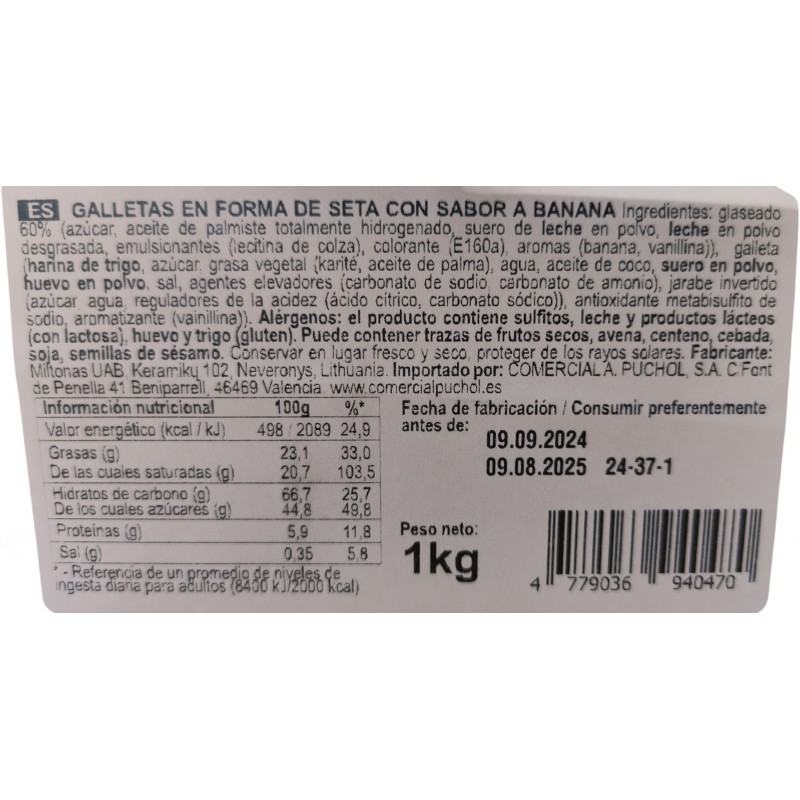 ES GALLETAS EN FORMA DE SETA CON SABOR A BANANA Ingredientes: glaseado
60% (azúcar, aceite de palmiste totalmente hidrogenado, suero de leche en polvo, leche en polvo
desgrasada, emulsionantes (lecitina de colza), colorante (E160a), aromas (banana, vanillina)), galleta
(harina de trigo, azúcar, grasa vegetal (karité, aceite de palma), agua, aceite de coco, suero en polvo,
huevo en polvo, sal, agentes elevadores (carbonato de sodio, carbonato de amonio), jarabe invertido
(azúcar, agua, reguladores de la acidez (ácido cítrico, carbonato sódico)), antioxidante metabisulfito de
sodio, aromatizante (vainillina)). Alérgenos: el producto contiene sulfitos, leche y productos lácteos
(con lactosa), huevo y trigo (gluten). Puede contener trazas de frutos secos, avena, centeno, cebada,
soja, semillas de sésamo. Conservar en lugar fresco y seco, proteger de los rayos solares. Fabricante:
Miltonas UAB, Keramikų 102, Neveronys, Lithuania. Importado por: COMERCIAL A. PUCHOL, S.A. C.Font
de Penella 41 Beniparrell, 46469 Valencia. www.comercialpuchol.es
Información nutricional 100g %*
Valor energético (kcal / kJ) 498 / 2089 24,9
Grasas (g) 23,1 33,0
De las cuales saturadas (g) 20,7 103,5
Hidratos de carbono (g) 66,7 25,7
De los cuales azúcares (g) 44,8 49,8
Proteínas (g) 5,9 11,8
Sal (g) 0,35 5,8
* - Referencia de un promedio de niveles de
ingesta diaria para adultos (8400 kJ/2000 kcal)
Fecha de fabricación / Consumir preferentemente
antes de:
09.09.2024
09.08.2025 24-37-1
Peso neto:
1kg
4 779036 940470